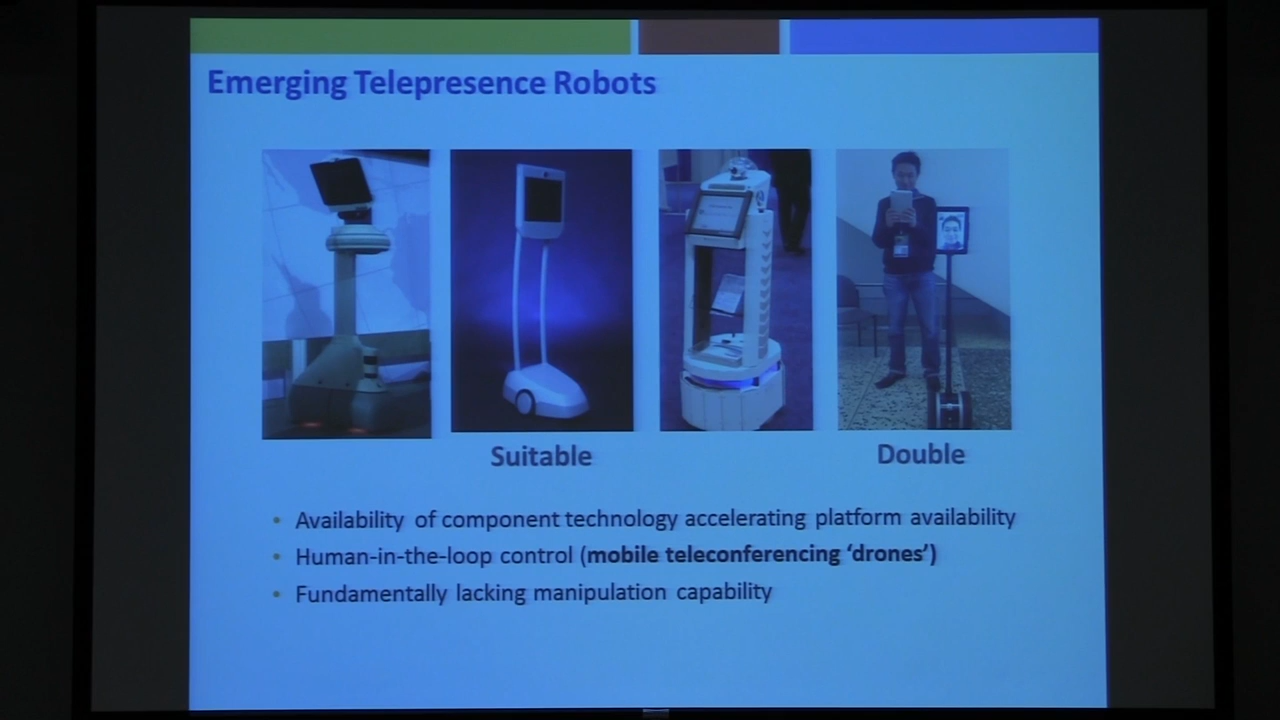 Emerging Telepresence Robots
Suitable
Double
Availability of component technology accelerating platform availability
Human-in-the-loop control (mobile teleconferencing ‘drones’)
Fundamentally lacking manipulation capability